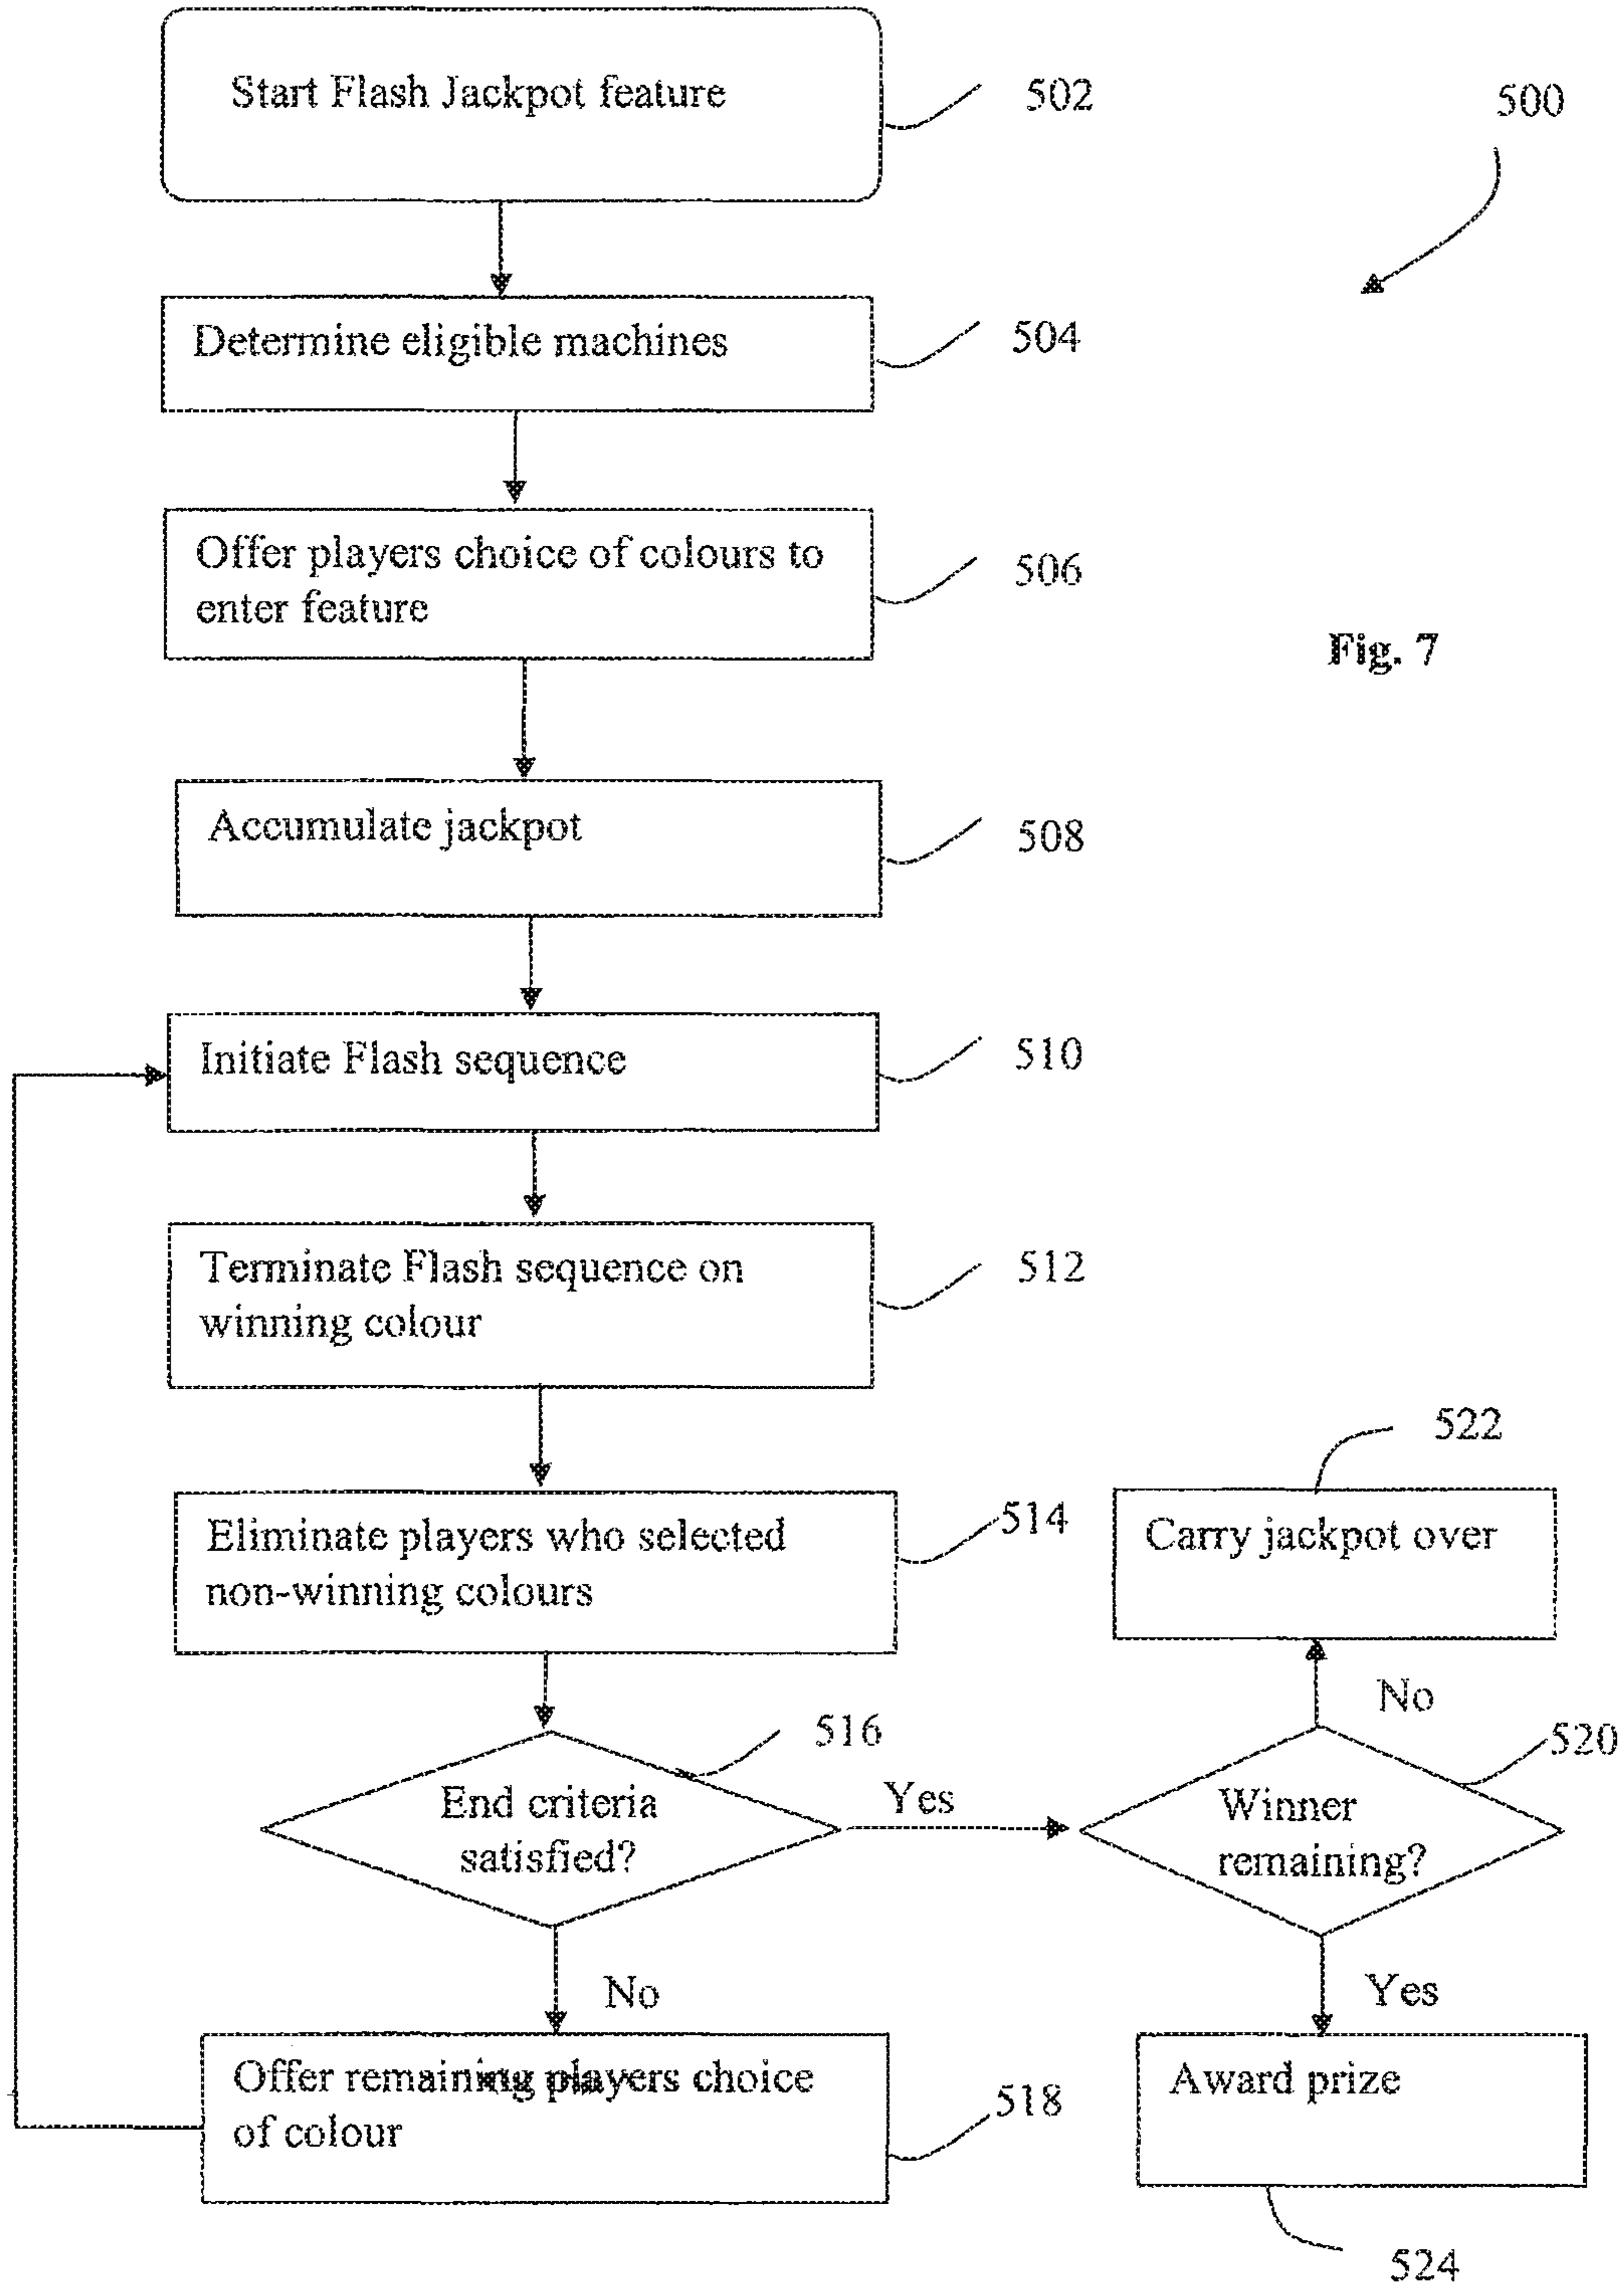 Start Flash Jackpot feature
502
500
Determine eligible machines
504
Offer players choice of colours to
enter feature
506
Fig. 7
Accumulate jackpot
508
Initiate Flash sequence
510
Terminate Flash sequence on
winning colour
512
Eliminate players who selected
non-winning colours
514
522
Carry jackpot over
No
516
End criteria
satisfied?
Yes
520
Winner
remaining?
No
Yes
Offer remaining players choice
of colour
518
Award prize
524